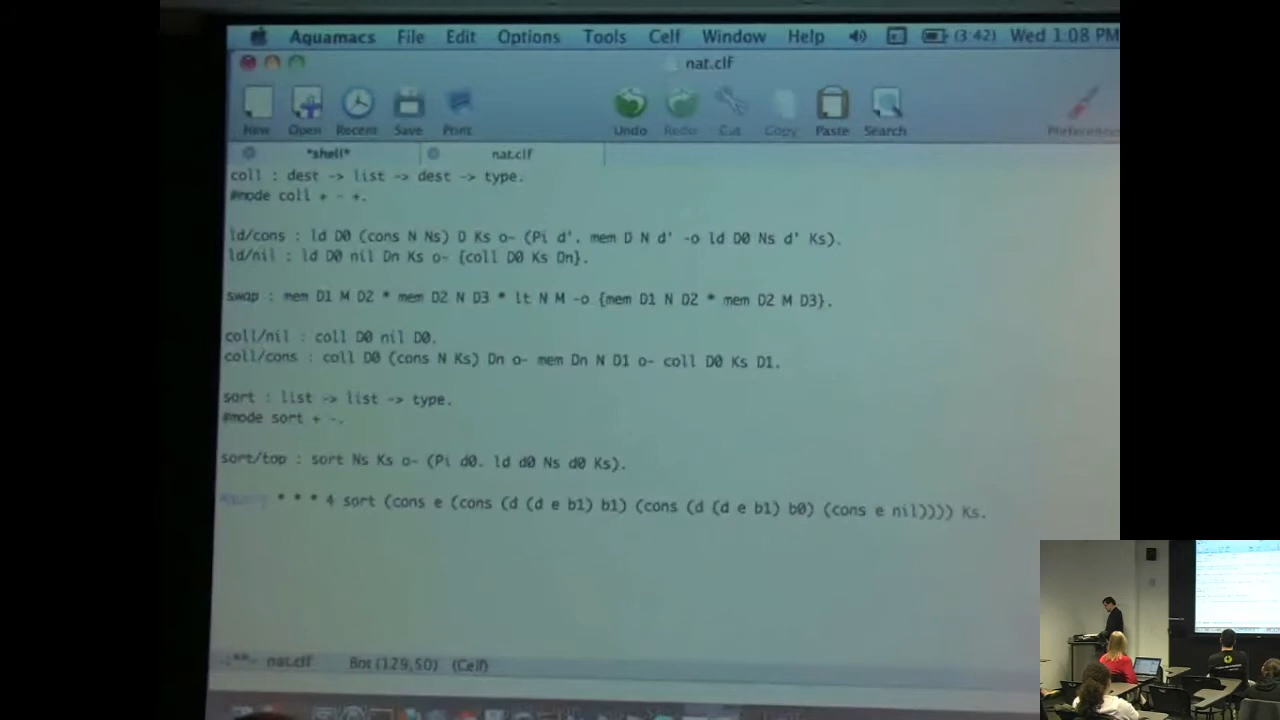 Aquamacs File Edit Options Tools Celf Window Help (3:42) Wed 1:08 PM
nat.clf
New Open Recent Save Print Undo Redo Cut Copy Paste Search Preferences
*shell* nat.clf
coll : dest -> list -> dest -> type.
#mode coll + - +.
ld/cons : ld D0 (cons N Ns) D Ks o- (Pi d'. mem D N d' -o ld D0 Ns d' Ks).
ld/nil : ld D0 nil Dn Ks o- {coll D0 Ks Dn}.
swap : mem D1 M D2 * mem D2 N D3 * lt N M -o {mem D1 N D2 * mem D2 M D3}.
coll/nil : coll D0 nil D0.
coll/cons : coll D0 (cons N Ks) Dn o- mem Dn N D1 o- coll D0 Ks D1.
sort : list -> list -> type.
#mode sort + -.
sort/top : sort Ns Ks o- (Pi d0. ld d0 Ns d0 Ks).
* * * 4 sort (cons e (cons (d (d e b1) b1) (cons (d (d e b1) b0) (cons e nil)))) Ks.
-:**- nat.clf Bot (129,50) (Celf)